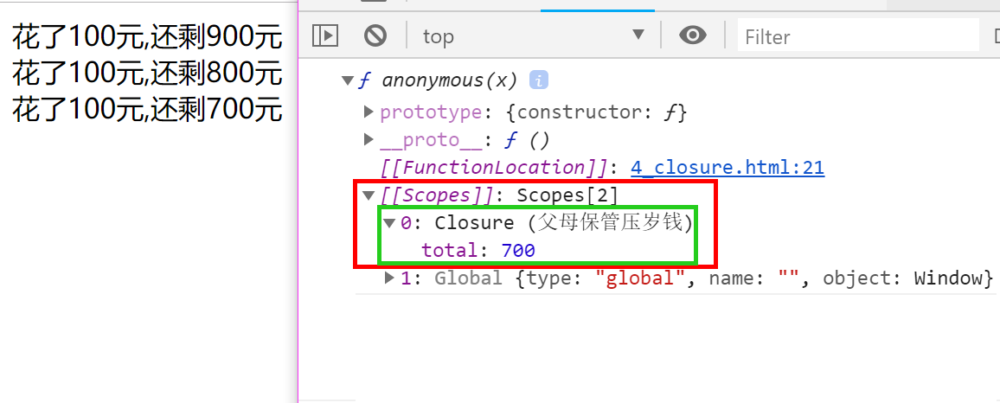 花了100元,还剩900元
花了100元,还剩800元
花了100元,还剩700元
top
Filter
▼ƒ anonymous(x) i
▶prototype: {constructor: ƒ}
▶__proto__: ƒ ()
[[FunctionLocation]]: 4_closure.html:21
▼[[Scopes]]: Scopes[2]
▼0: Closure (父母保管压岁钱)
total: 700
▶1: Global {type: "global", name: "", object: Window}